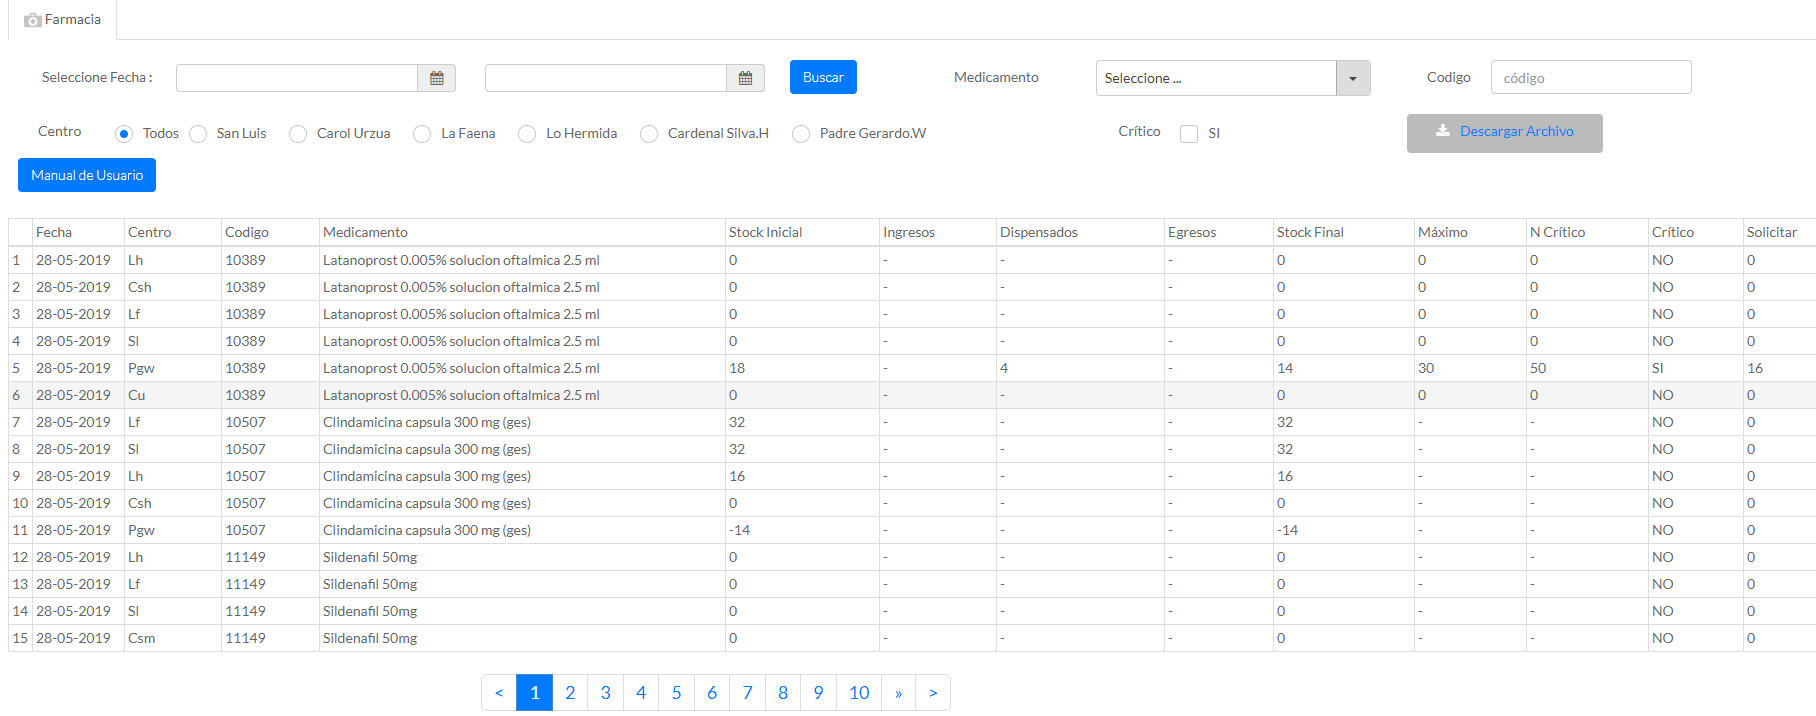 Farmacia
Seleccione Fecha : Buscar Medicamento Seleccione ... Codigo código
Centro Todos San Luis Carol Urzua La Faena Lo Hermida Cardenal Silva.H Padre Gerardo.W Crítico SI Descargar Archivo
Manual de Usuario
Fecha Centro Codigo Medicamento Stock Inicial Ingresos Dispensados Egresos Stock Final Máximo N Crítico Crítico Solicitar
1 28-05-2019 Lh 10389 Latanoprost 0.005% solucion oftalmica 2.5 ml 0 - - - 0 0 0 NO 0
2 28-05-2019 Csh 10389 Latanoprost 0.005% solucion oftalmica 2.5 ml 0 - - - 0 0 0 NO 0
3 28-05-2019 Lf 10389 Latanoprost 0.005% solucion oftalmica 2.5 ml 0 - - - 0 0 0 NO 0
4 28-05-2019 Sl 10389 Latanoprost 0.005% solucion oftalmica 2.5 ml 0 - - - 0 0 0 NO 0
5 28-05-2019 Pgw 10389 Latanoprost 0.005% solucion oftalmica 2.5 ml 18 - 4 - 14 30 50 SI 16
6 28-05-2019 Cu 10389 Latanoprost 0.005% solucion oftalmica 2.5 ml 0 - - - 0 0 0 NO 0
7 28-05-2019 Lf 10507 Clindamicina capsula 300 mg (ges) 32 - - - 32 - - NO 0
8 28-05-2019 Sl 10507 Clindamicina capsula 300 mg (ges) 32 - - - 32 - - NO 0
9 28-05-2019 Lh 10507 Clindamicina capsula 300 mg (ges) 16 - - - 16 - - NO 0
10 28-05-2019 Csh 10507 Clindamicina capsula 300 mg (ges) 0 - - - 0 - - NO 0
11 28-05-2019 Pgw 10507 Clindamicina capsula 300 mg (ges) -14 - - - -14 - - NO 0
12 28-05-2019 Lh 11149 Sildenafil 50mg 0 - - - 0 - - NO 0
13 28-05-2019 Lf 11149 Sildenafil 50mg 0 - - - 0 - - NO 0
14 28-05-2019 Sl 11149 Sildenafil 50mg 0 - - - 0 - - NO 0
15 28-05-2019 Csm 11149 Sildenafil 50mg 0 - - - 0 - - NO 0
< 1 2 3 4 5 6 7 8 9 10 » >